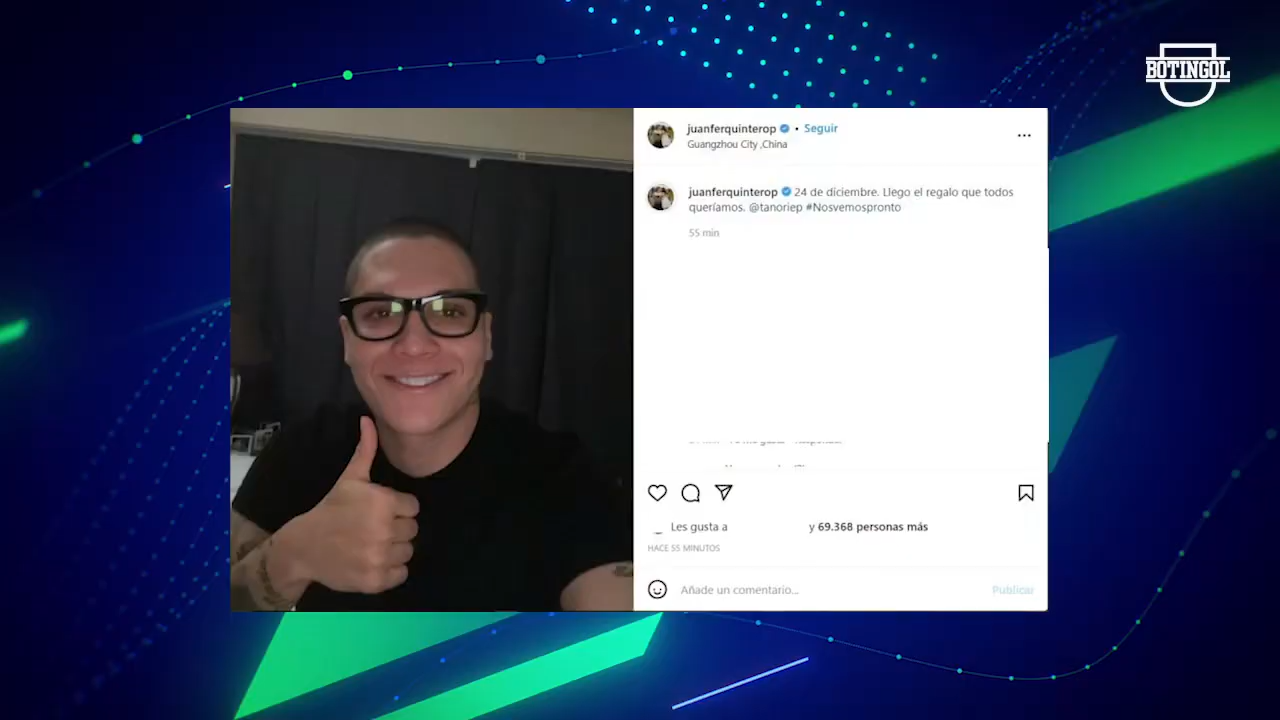 BOTINGOL
juanferquinterop • Seguir
Guangzhou City ,China
juanferquinterop 24 de diciembre. Llego el regalo que todos
queríamos. @tanoriep #Nosvemospronto
55 min
Les gusta a y 69.368 personas más
HACE 55 MINUTOS
Añade un comentario... Publicar